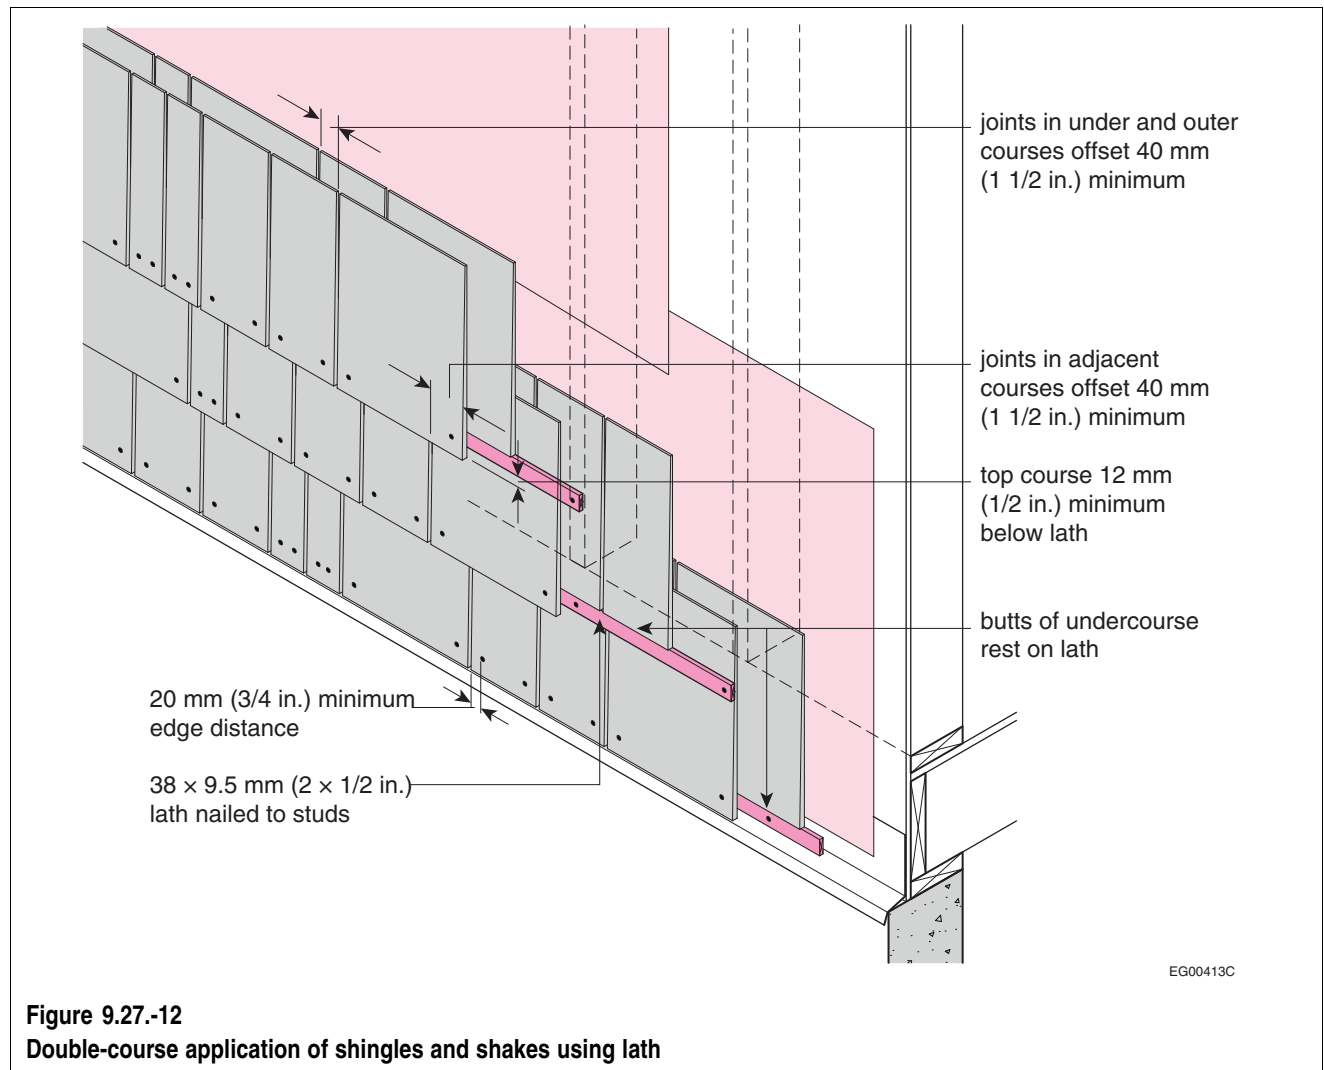 joints in under and outer
courses offset 40 mm
(1 1/2 in.) minimum
joints in adjacent
courses offset 40 mm
(1 1/2 in.) minimum
top course 12 mm
(1/2 in.) minimum
below lath
butts of undercourse
rest on lath
20 mm (3/4 in.) minimum
edge distance
38 × 9.5 mm (2 × 1/2 in.)
lath nailed to studs
EG00413C
Figure 9.27.-12
Double-course application of shingles and shakes using lath